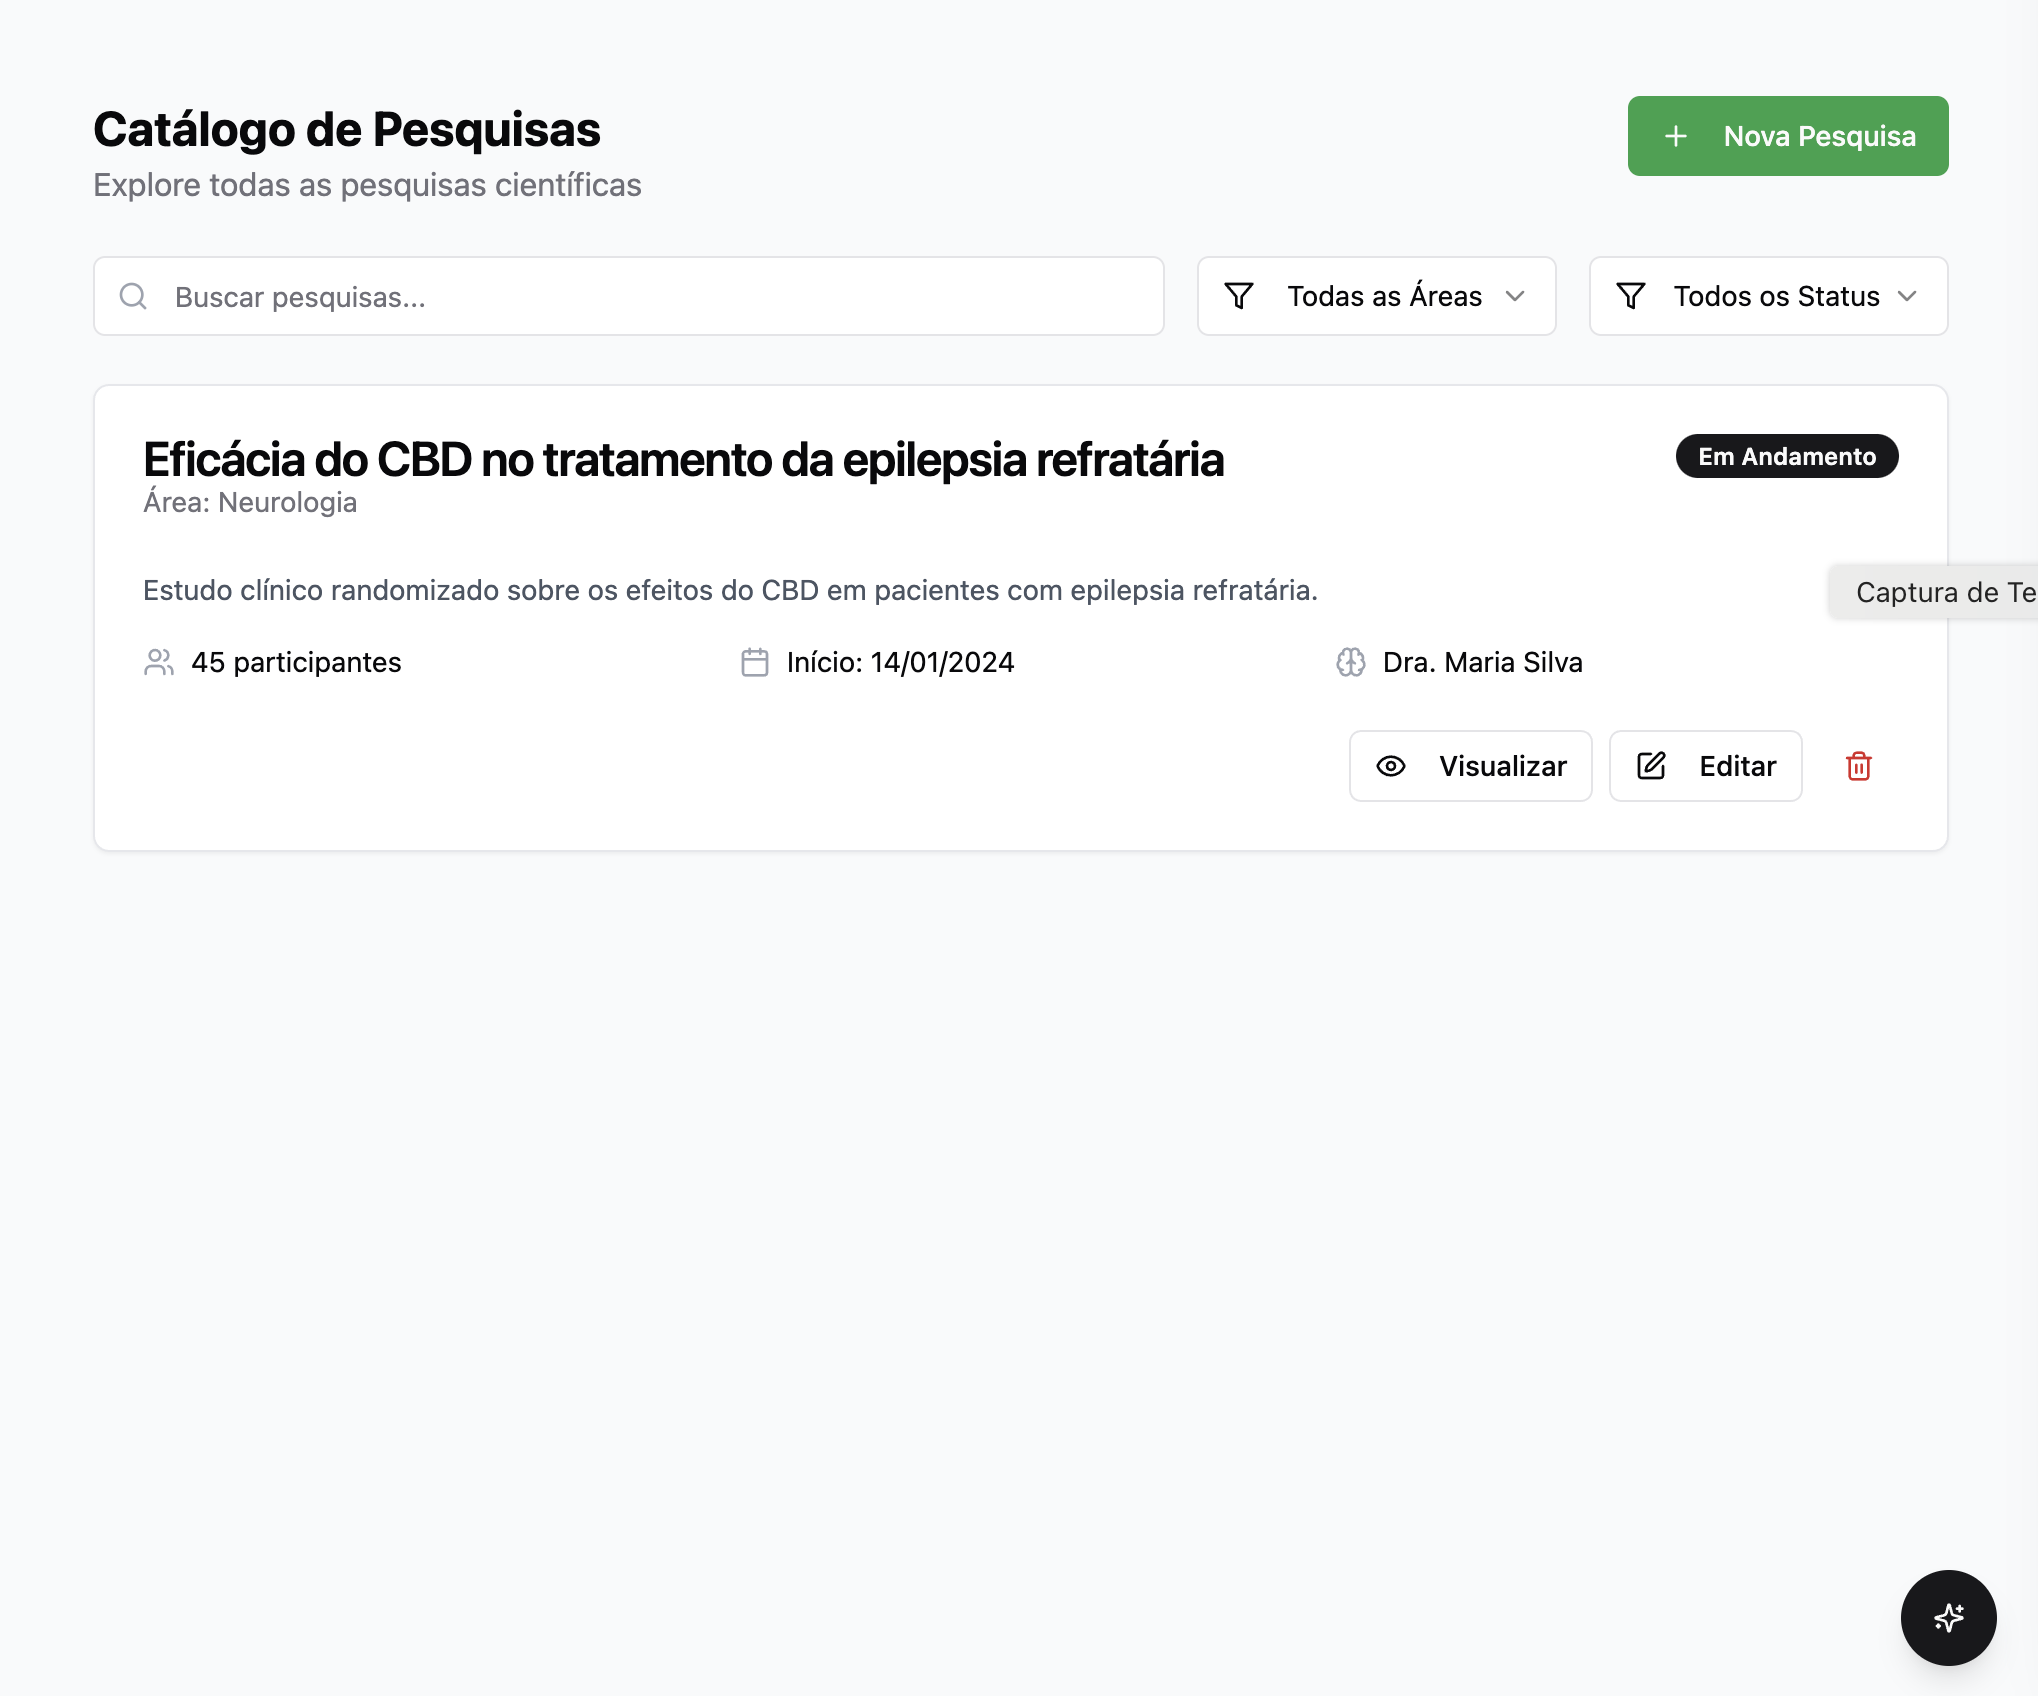 Catálogo de Pesquisas
Explore todas as pesquisas científicas
Nova Pesquisa
Buscar pesquisas...
Todas as Áreas
Todos os Status
Eficácia do CBD no tratamento da epilepsia refratária
Em Andamento
Área: Neurologia
Estudo clínico randomizado sobre os efeitos do CBD em pacientes com epilepsia refratária.
Captura de Te
45 participantes
Início: 14/01/2024
Dra. Maria Silva
Visualizar
Editar